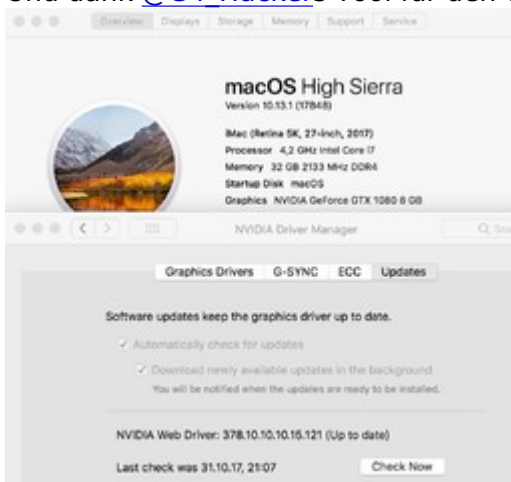 Overview Displays Storage Memory Support Service
macOS High Sierra
Version 10.13.1 (17B48)
iMac (Retina 5K, 27-inch, 2017)
Processor 4,2 GHz Intel Core i7
Memory 32 GB 2133 MHz DDR4
Startup Disk macOS
Graphics NVIDIA GeForce GTX 1080 8 GB
NVIDIA Driver Manager
Graphics Drivers G-SYNC ECC Updates
Software updates keep the graphics driver up to date.
Automatically check for updates
Download newly available updates in the background
You will be notified when the updates are ready to be installed.
NVIDIA Web Driver: 378.10.10.10.15.121 (Up to date)
Last check was 31.10.17, 21:07 Check Now